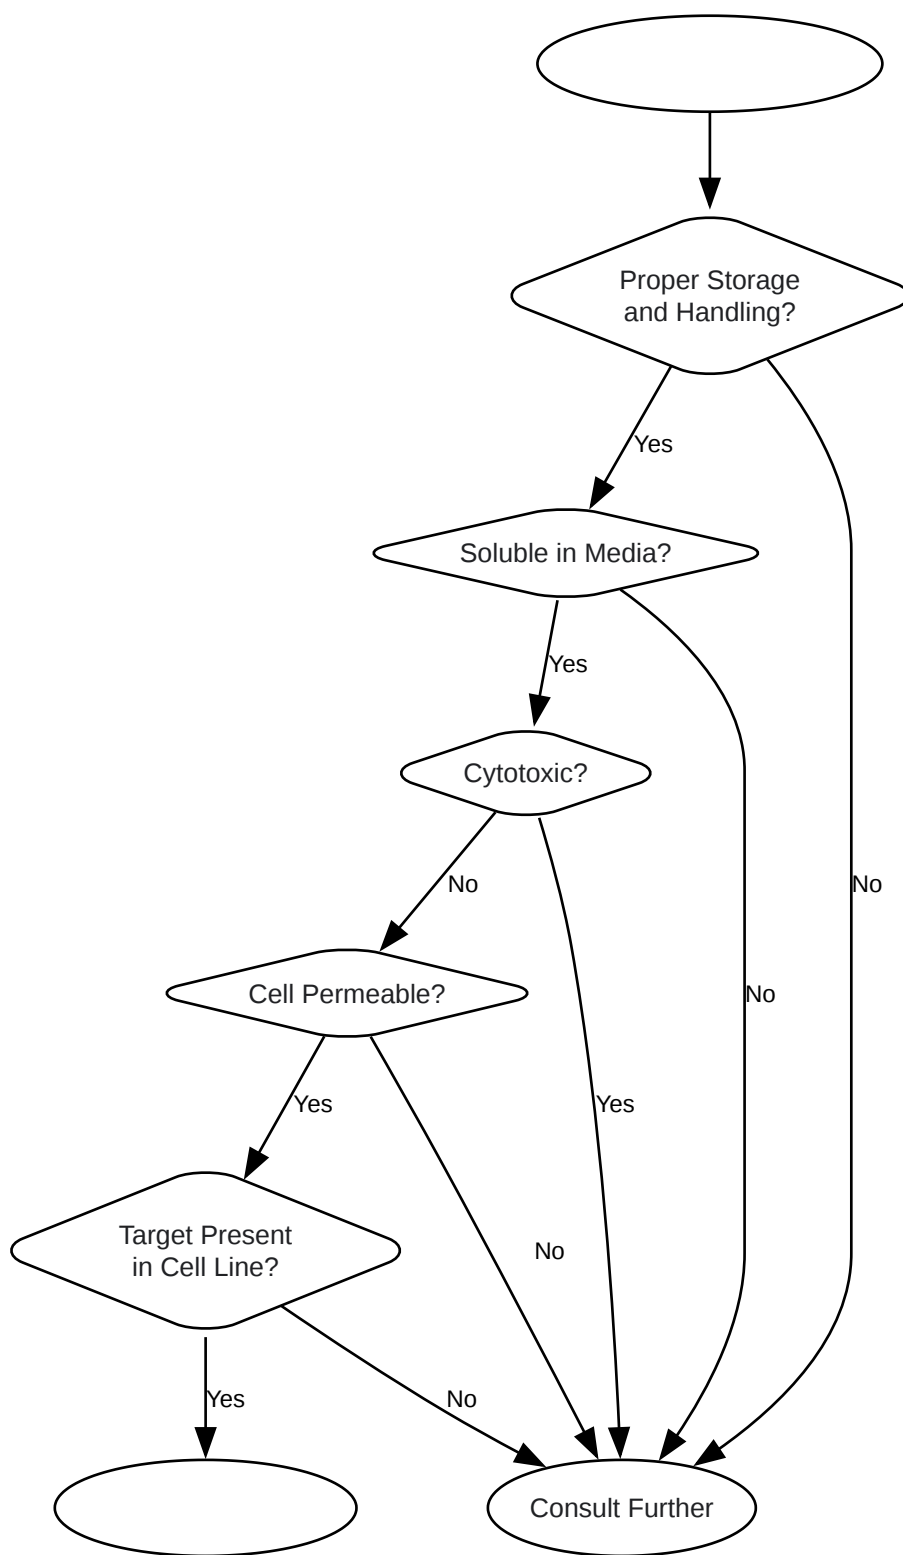 Proper Storage
and Handling?
Yes
Soluble in Media?
Yes
Cytotoxic?
No
No
Cell Permeable?
No
Yes
Yes
Target Present
in Cell Line?
No
Yes
No
Consult Further